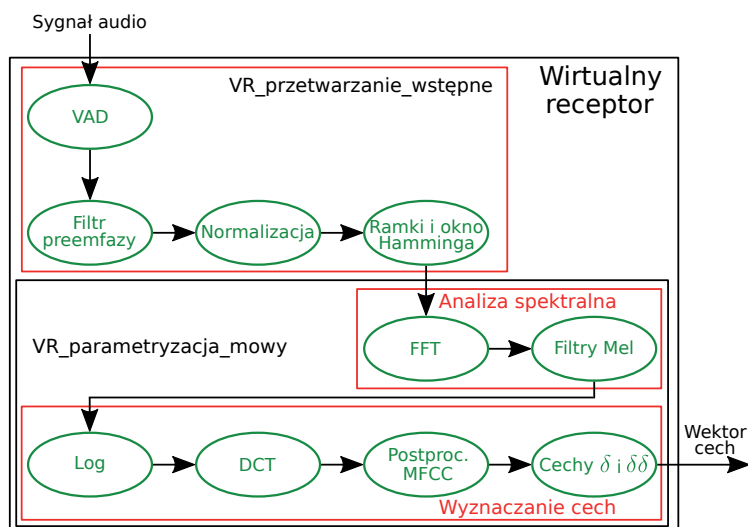 Sygnał audio
VR_przetwarzanie_wstępne
Wirtualny
receptor
VAD
Filtr
preemfazy
Normalizacja
Ramki i okno
Hamminga
Analiza spektralna
VR_parametryzacja_mowy
FFT
Filtry Mel
Log
DCT
Postproc.
MFCC
Cechy δ i δδ
Wektor
cech
Wyznaczanie cech